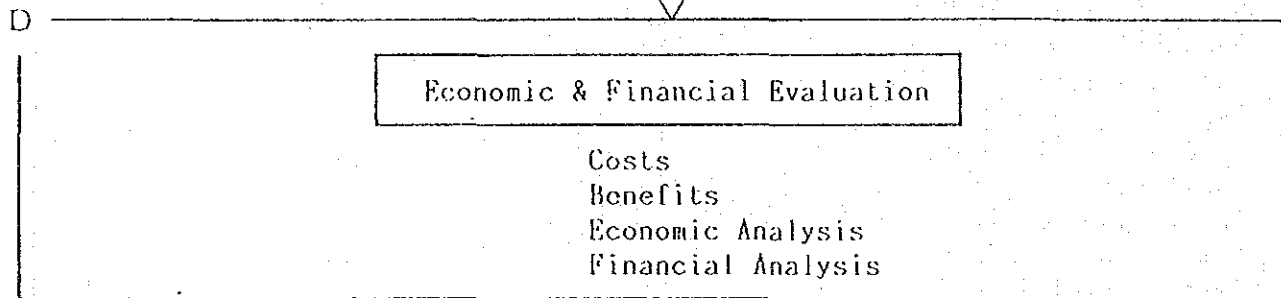 D
Economic & Financial Evaluation
Costs
Benefits
Economic Analysis
Financial Analysis